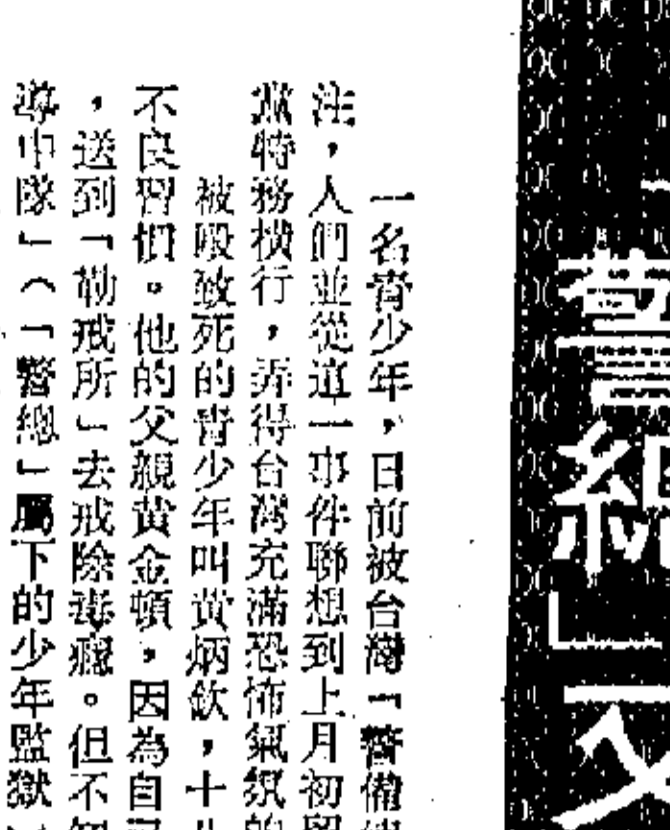 「警總」又
一名青少年，日前被台灣「警備
注，人們並從這一事件聯想到上月初
黨特務橫行，弄得台灣充滿恐怖氣氛的
被毆致死的青少年叫黃炳欽，十
不良習慣。他的父親黃金頓，因為自
，送到「勒戒所」去戒除毒癮。但不知
導中隊」（「警總」屬下的少年監獄